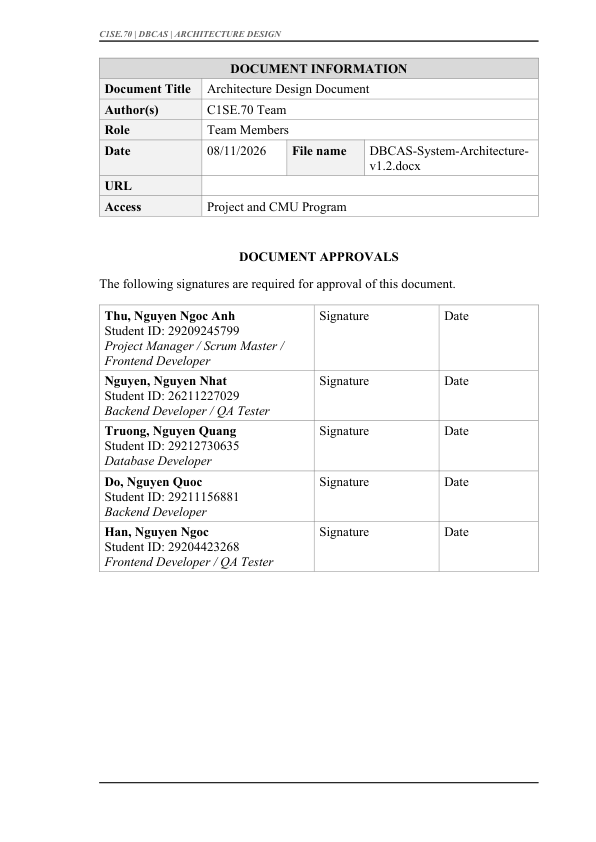 C1SE.70 | DBCAS | ARCHITECTURE DESIGN
DOCUMENT INFORMATION
Document Title Architecture Design Document
Author(s) C1SE.70 Team
Role Team Members
Date 08/11/2026 File name DBCAS-System-Architecture-
v1.2.docx
URL
Access Project and CMU Program
DOCUMENT APPROVALS
The following signatures are required for approval of this document.
Thu, Nguyen Ngoc Anh Signature Date
Student ID: 29209245799
Project Manager / Scrum Master /
Frontend Developer
Nguyen, Nguyen Nhat Signature Date
Student ID: 26211227029
Backend Developer / QA Tester
Truong, Nguyen Quang Signature Date
Student ID: 29212730635
Database Developer
Do, Nguyen Quoc Signature Date
Student ID: 29211156881
Backend Developer
Han, Nguyen Ngoc Signature Date
Student ID: 29204423268
Frontend Developer / QA Tester